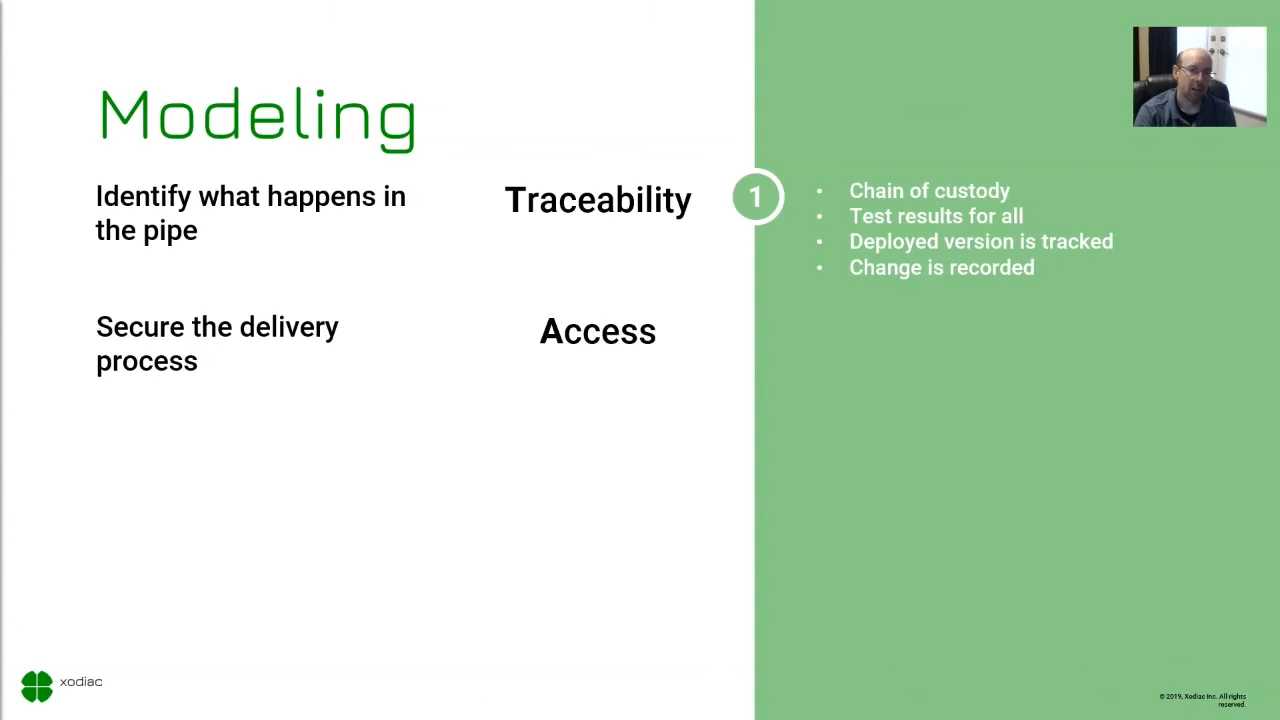 Modeling
Identify what happens in
the pipe
Traceability
1
• Chain of custody
• Test results for all
• Deployed version is tracked
• Change is recorded
Secure the delivery
process
Access
xodiac
© 2019, Xodiac Inc. All rights
reserved.